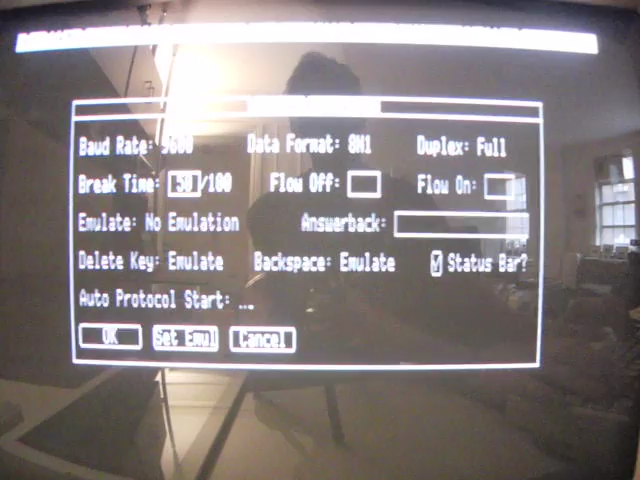 Baud Rate: 9600 Data Format: 8N1 Duplex: Full
Break Time: 50/100 Flow Off: Flow On:
Emulate: No Emulation Answerback:
Delete Key: Emulate Backspace: Emulate Status Bar?
Auto Protocol Start: ...
OK Set Emul Cancel